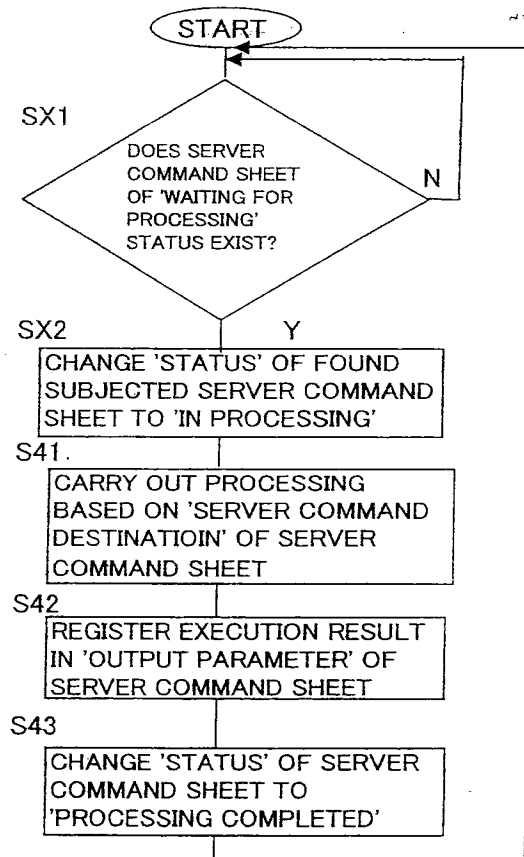 START
SX1
DOES SERVER
COMMAND SHEET
OF 'WAITING FOR
PROCESSING'
STATUS EXIST?
N
SX2
Y
CHANGE 'STATUS' OF FOUND
SUBJECTED SERVER COMMAND
SHEET TO 'IN PROCESSING'
S41.
CARRY OUT PROCESSING
BASED ON 'SERVER COMMAND
DESTINATIOIN' OF SERVER
COMMAND SHEET
S42
REGISTER EXECUTION RESULT
IN 'OUTPUT PARAMETER' OF
SERVER COMMAND SHEET
S43
CHANGE 'STATUS' OF SERVER
COMMAND SHEET TO
'PROCESSING COMPLETED'